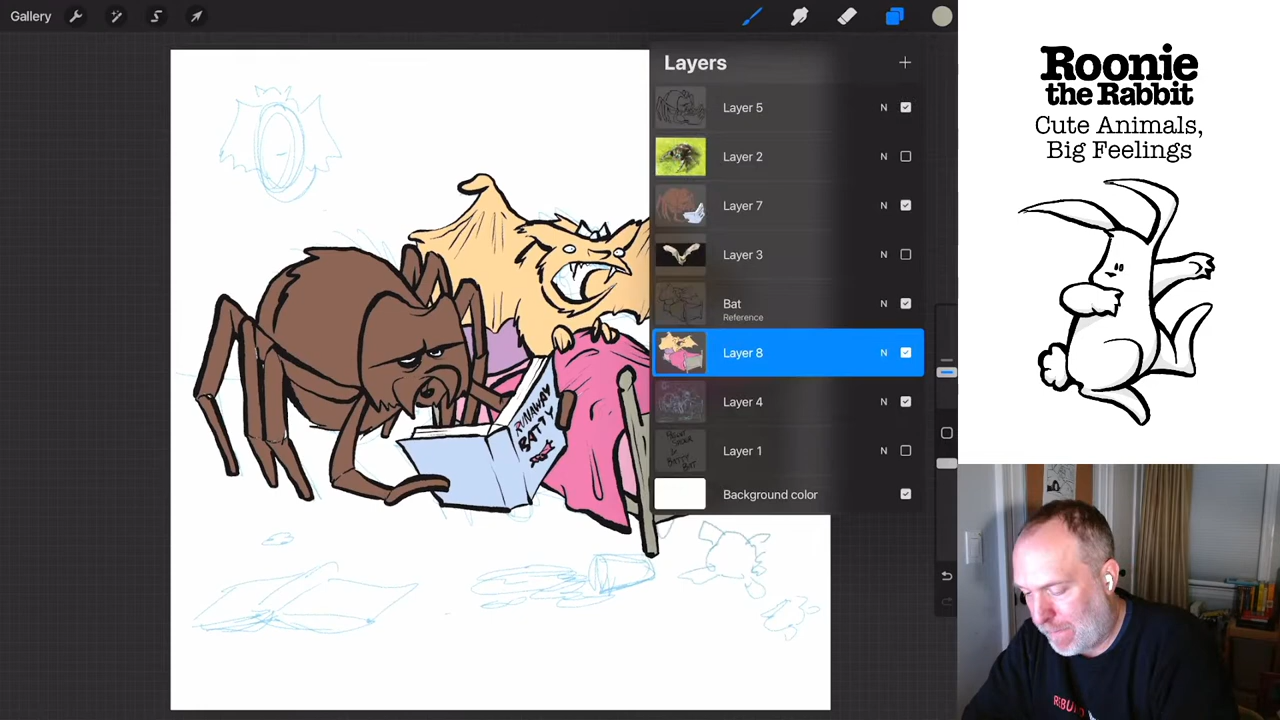 Gallery
Layers
Layer 5
N
Layer 2
N
Layer 7
N
Layer 3
N
Bat
Reference
N
Layer 8
N
Layer 4
N
Layer 1
N
Background color
RUNAWAY
BATTY
Roonie
the Rabbit
Cute Animals,
Big Feelings